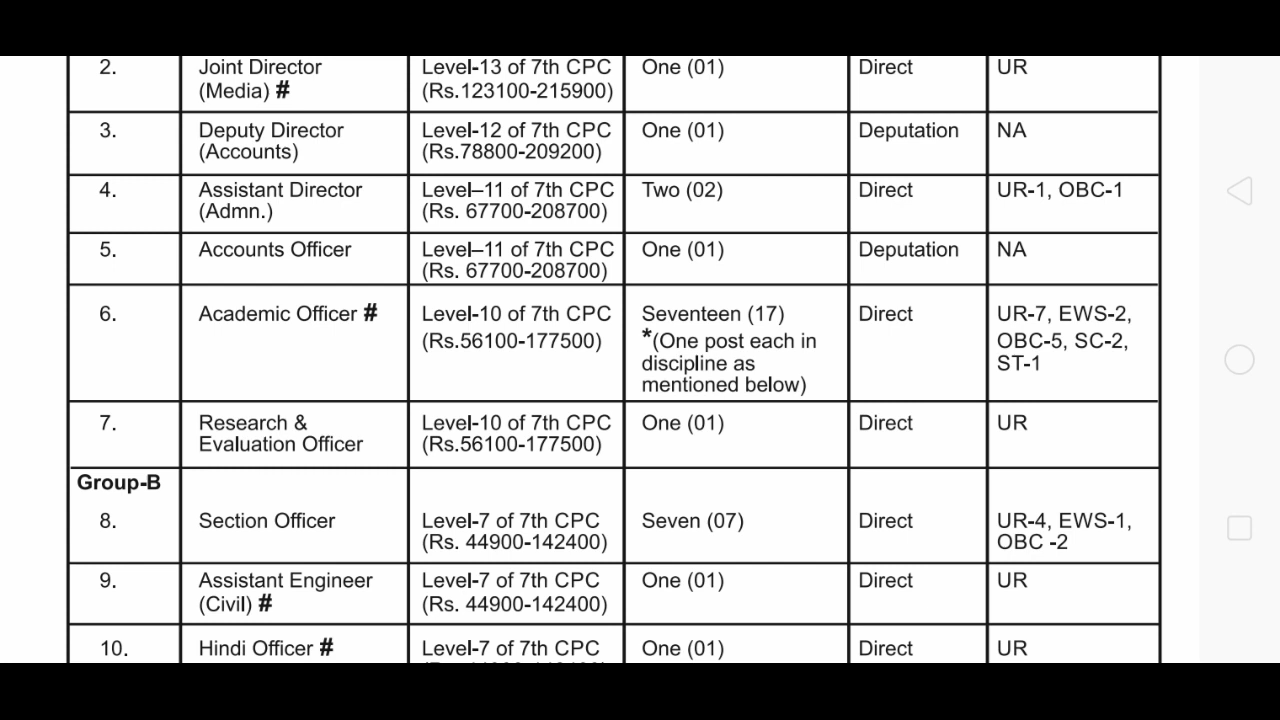 2. Joint Director Level-13 of 7th CPC One (01) Direct UR
(Media) # (Rs.123100-215900)
3. Deputy Director Level-12 of 7th CPC One (01) Deputation NA
(Accounts) (Rs.78800-209200)
4. Assistant Director Level–11 of 7th CPC Two (02) Direct UR-1, OBC-1
(Admn.) (Rs. 67700-208700)
5. Accounts Officer Level–11 of 7th CPC One (01) Deputation NA
(Rs. 67700-208700)
6. Academic Officer # Level-10 of 7th CPC Seventeen (17) Direct UR-7, EWS-2,
(Rs.56100-177500) *(One post each in OBC-5, SC-2,
discipline as ST-1
mentioned below)
7. Research & Level-10 of 7th CPC One (01) Direct UR
Evaluation Officer (Rs.56100-177500)
Group-B
8. Section Officer Level-7 of 7th CPC Seven (07) Direct UR-4, EWS-1,
(Rs. 44900-142400) OBC -2
9. Assistant Engineer Level-7 of 7th CPC One (01) Direct UR
(Civil) # (Rs. 44900-142400)
10. Hindi Officer # Level-7 of 7th CPC One (01) Direct UR